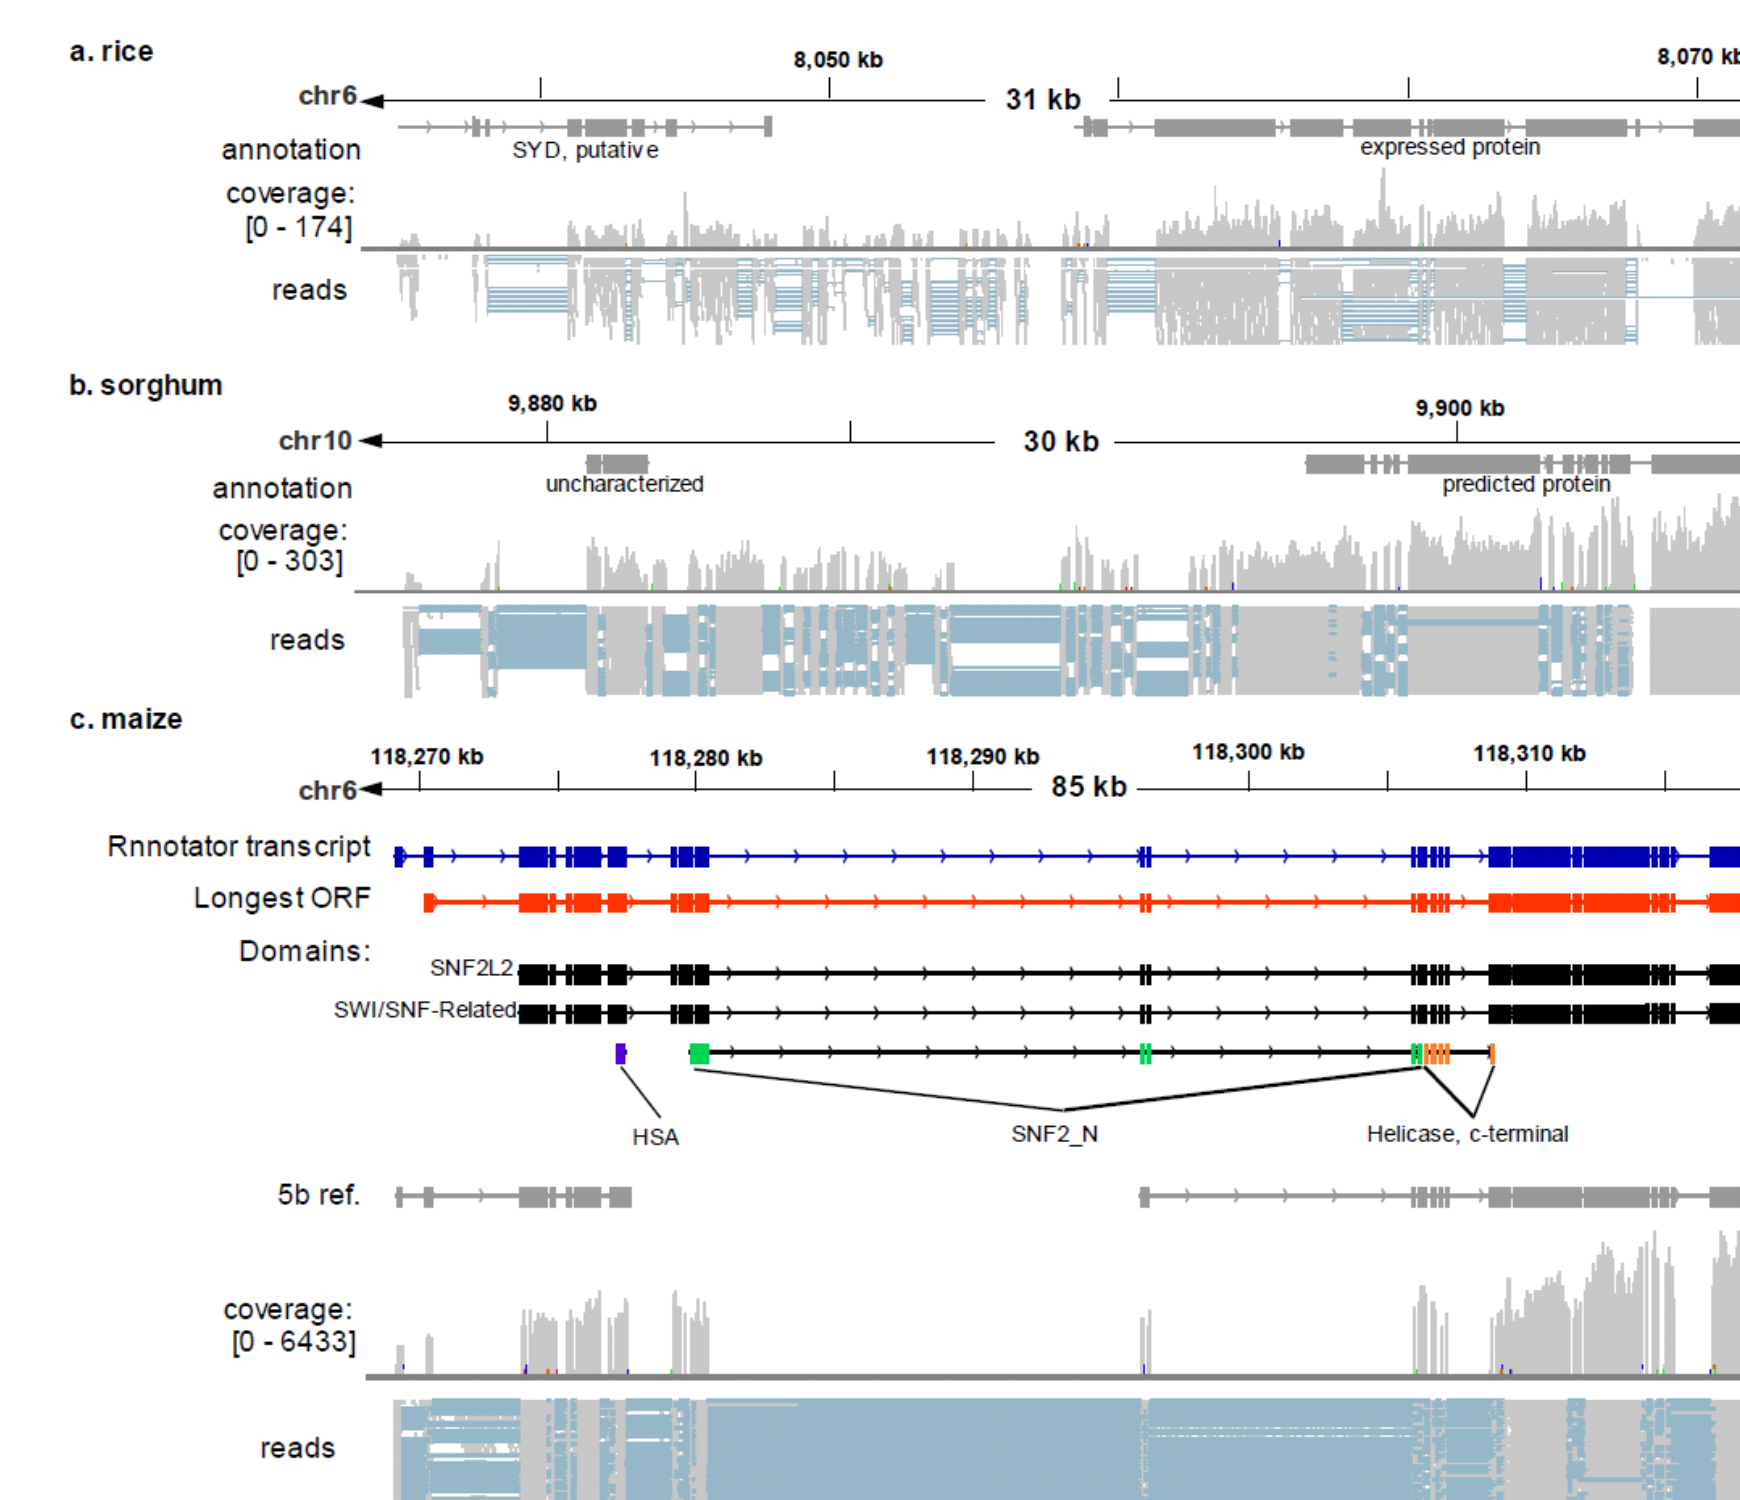 a. rice
8,050 kb
8,070 kb
chr6
31 kb
annotation
SYD, putative
expressed protein
coverage:
[0 - 174]
reads
b. sorghum
9,880 kb
9,900 kb
chr10
30 kb
annotation
uncharacterized
predicted protein
coverage:
[0 - 303]
reads
c. maize
118,270 kb
118,280 kb
118,290 kb
118,300 kb
118,310 kb
chr6
85 kb
Rnnotator transcript
Longest ORF
Domains:
SNF2L2
SWI/SNF-Related
HSA
SNF2_N
Helicase, c-terminal
5b ref.
coverage:
[0 - 6433]
reads